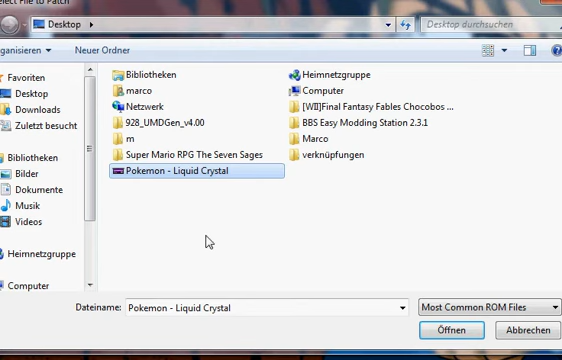 elect File to Patch
Desktop
Desktop durchsuchen
ganisieren
Neuer Ordner
Favoriten
Desktop
Downloads
Zuletzt besucht
Bibliotheken
Bilder
Dokumente
Musik
Videos
Heimnetzgruppe
Computer
Bibliotheken
marco
Netzwerk
928_UMDGen_v4.00
m
Super Mario RPG The Seven Sages
Pokemon - Liquid Crystal
Heimnetzgruppe
Computer
[WII]Final Fantasy Fables Chocobos ...
BBS Easy Modding Station 2.3.1
Marco
verknüpfungen
Dateiname:
Pokemon - Liquid Crystal
Most Common ROM Files
Öffnen
Abbrechen